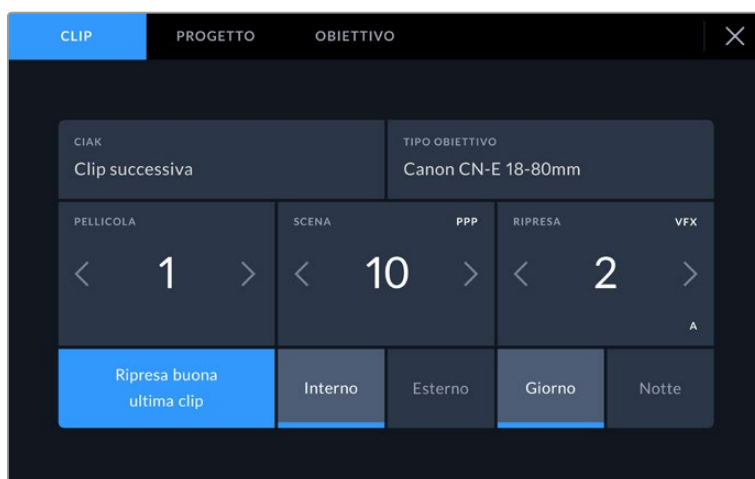 CLIP PROGETTO OBIETTIVO
CIAK TIPO OBIETTIVO
Clip successiva Canon CN-E 18-80mm
PELLICOLA SCENA PPP RIPRESA VFX
1 10 2
A
Ripresa buona
ultima clip
Interno Esterno Giorno Notte